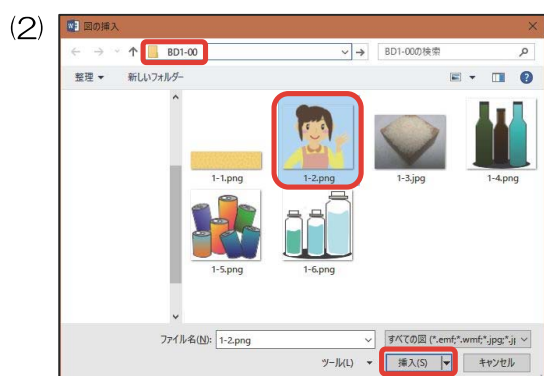 (2)
図の挿入
BD1-00
BD1-00の検索
整理
新しいフォルダー
1-1.png
1-2.png
1-3.jpg
1-4.png
1-5.png
1-6.png
ファイル名(N): 1-2.png
すべての図 (*.emf;*.wmf;*.jpg;*.j
ツール(L)
挿入(S)
キャンセル